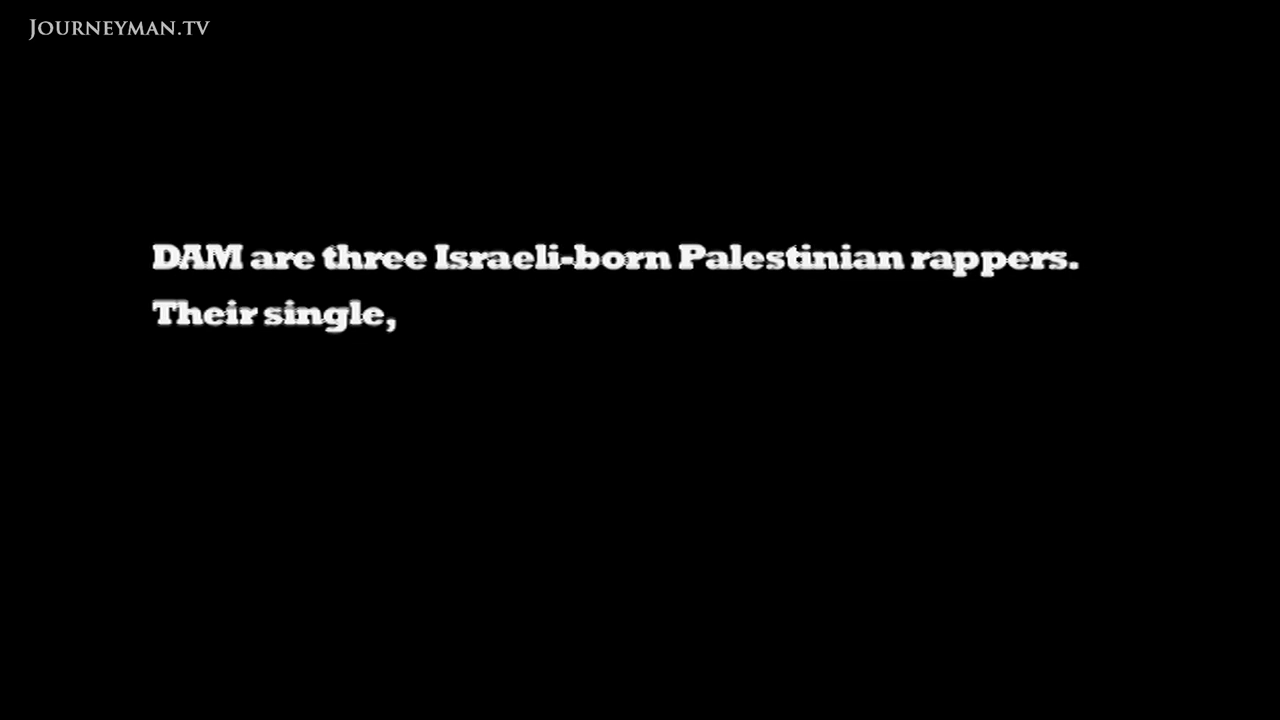 JOURNEYMAN.TV
DAM are three Israeli-born Palestinian rappers.
Their single,